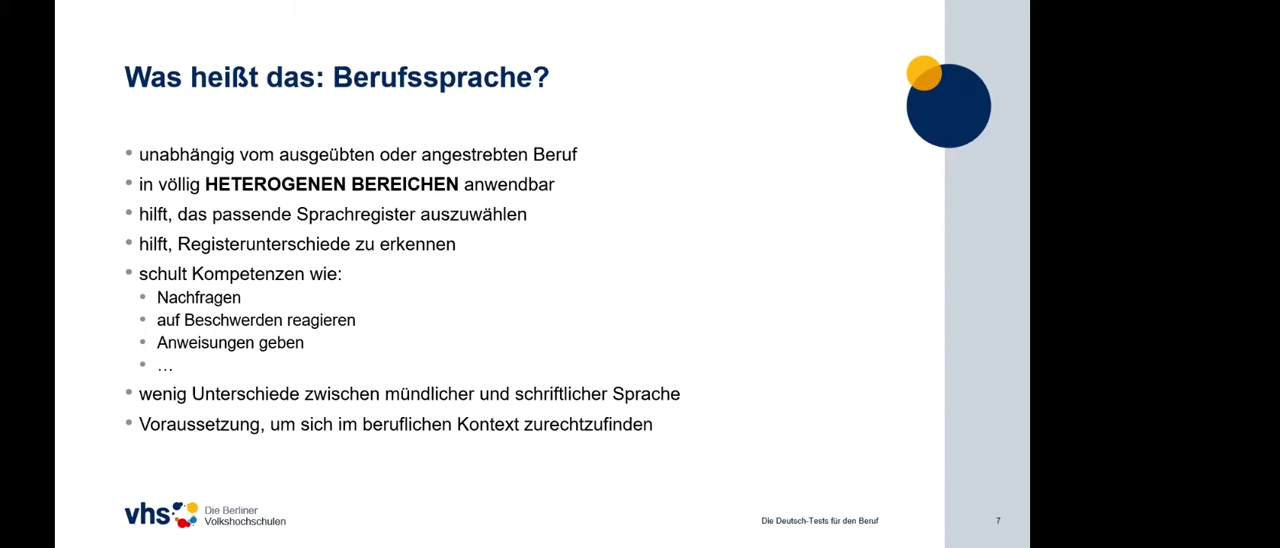 Was heißt das: Berufssprache?
• unabhängig vom ausgeübten oder angestrebten Beruf
• in völlig HETEROGENEN BEREICHEN anwendbar
• hilft, das passende Sprachregister auszuwählen
• hilft, Registerunterschiede zu erkennen
• schult Kompetenzen wie:
• Nachfragen
• auf Beschwerden reagieren
• Anweisungen geben
• …
• wenig Unterschiede zwischen mündlicher und schriftlicher Sprache
• Voraussetzung, um sich im beruflichen Kontext zurechtzufinden
vhs
Die Berliner
Volkshochschulen
Die Deutsch-Tests für den Beruf
7